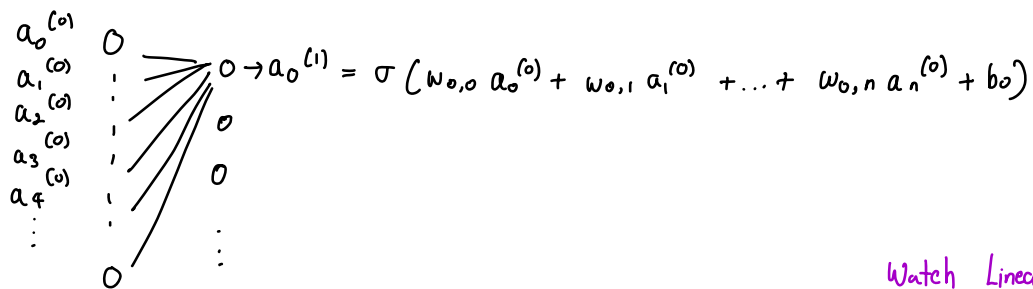 a₀⁽⁰⁾
a₁⁽⁰⁾
a₂⁽⁰⁾
a₃⁽⁰⁾
a₄⁽⁰⁾
⋮
→ a₀⁽¹⁾ = σ ( w₀,₀ a₀⁽⁰⁾ + w₀,₁ a₁⁽⁰⁾ + ... + w₀,ₙ aₙ⁽⁰⁾ + b₀ )
Watch